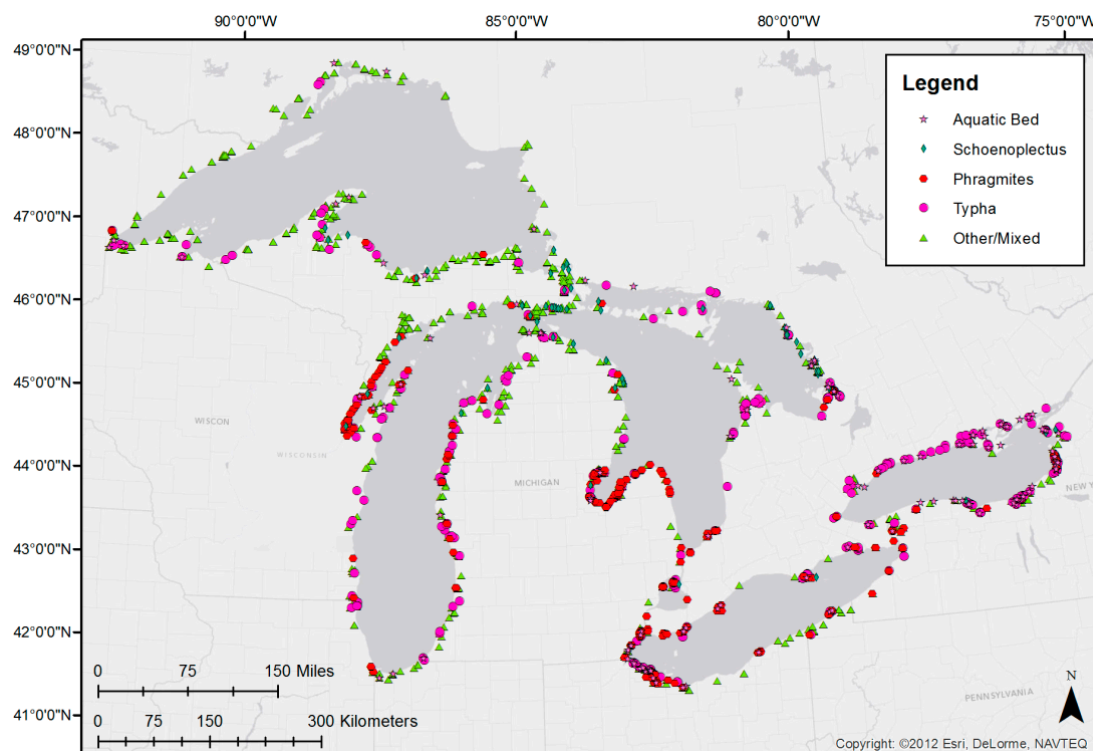 90°0'0"W 85°0'0"W 80°0'0"W 75°0'0"W
49°0'0"N
48°0'0"N
47°0'0"N
46°0'0"N
45°0'0"N
44°0'0"N
43°0'0"N
42°0'0"N
41°0'0"N
Legend
Aquatic Bed
Schoenoplectus
Phragmites
Typha
Other/Mixed
WISCON
WISCONSIN
MICHIGAN
NEW Y
PENNSYLVANIA
0 75 150 Miles
0 75 150 300 Kilometers
N
Copyright: ©2012 Esri, DeLorme, NAVTEQ